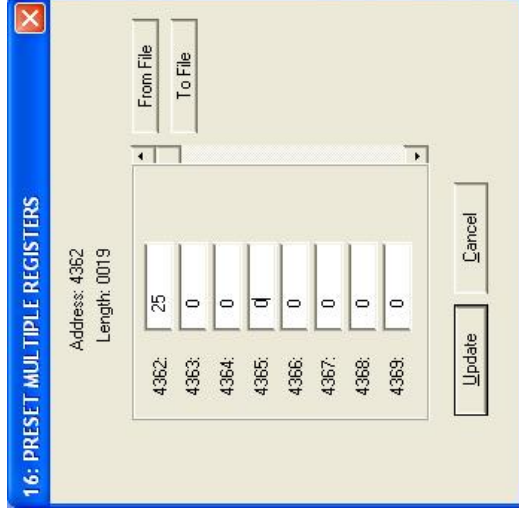 16: PRESET MULTIPLE REGISTERS
Address: 4362
Length: 0019
4362: 25
4363: 0
4364: 0
4365: 0
4366: 0
4367: 0
4368: 0
4369: 0
From File
To File
Update
Cancel